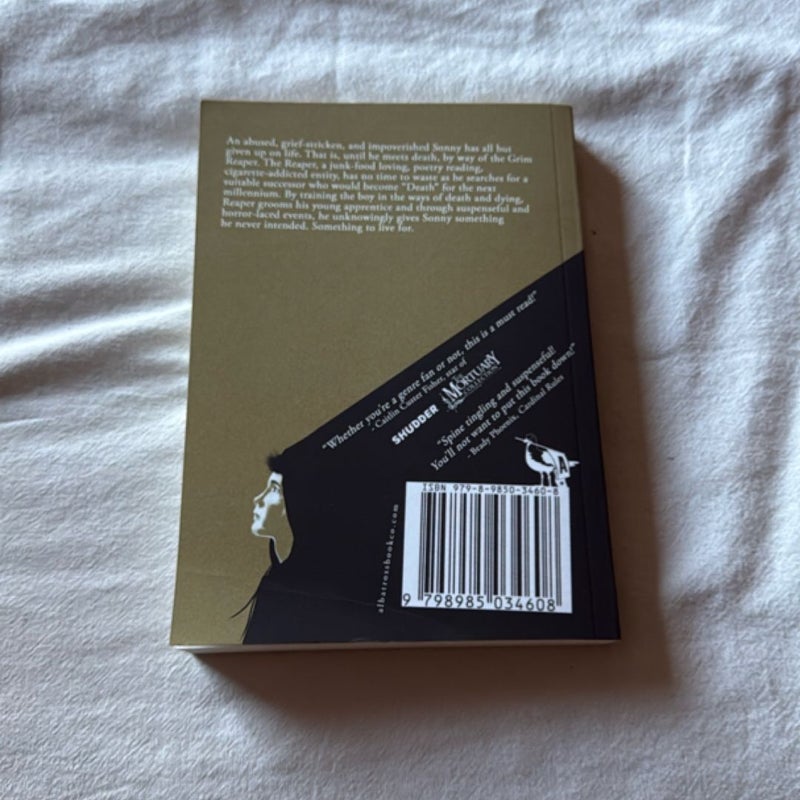 An abused, grief-stricken, and impoverished Sonny has all but
given up on life. That is, until he meets death, by way of the Grim
Reaper. The Reaper, a junk-food loving, poetry reading,
cigarette-addicted entity, has no time to waste as he searches for a
suitable successor who would become "Death" for the next
millennium. By training the boy in the ways of death and dying,
Reaper grooms his young apprentice and through suspenseful and
horror-laced events, he unknowingly gives Sonny something
he never intended. Something to live for.
"Whether you're a genre fan or not, this is a must read!"
- Caitlin Custer Fisher, star of
SHUDDER
THE MORTUARY
COLLECTION
"Spine tingling and suspenseful!
You'll not want to put this book down!"
- Brady Phoenix, Cardinal Rules
A
albatrossbookco.com
ISBN 979-8-9850-3460-8
9 798985 034608